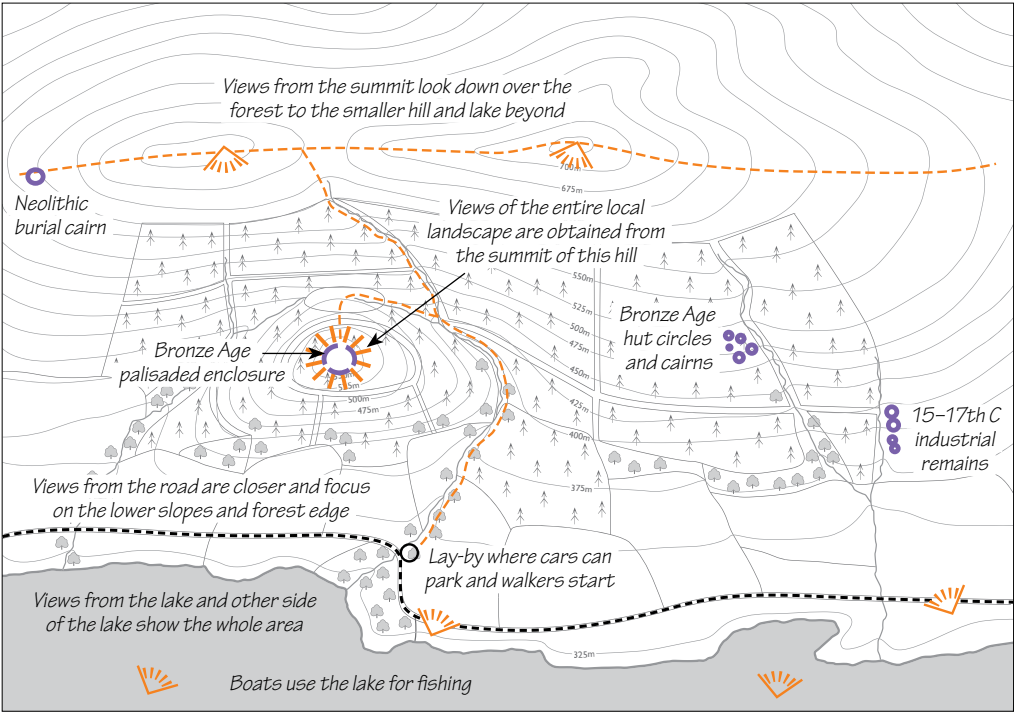 Views from the summit look down over the
forest to the smaller hill and lake beyond
700m
675m
Neolithic
burial cairn
Views of the entire local
landscape are obtained from
the summit of this hill
550m
525m
500m
475m
450m
425m
400m
375m
Bronze Age
hut circles
and cairns
Bronze Age
palisaded enclosure
525m
500m
475m
15–17th C
industrial
remains
Views from the road are closer and focus
on the lower slopes and forest edge
Lay-by where cars can
park and walkers start
Views from the lake and other side
of the lake show the whole area
325m
Boats use the lake for fishing